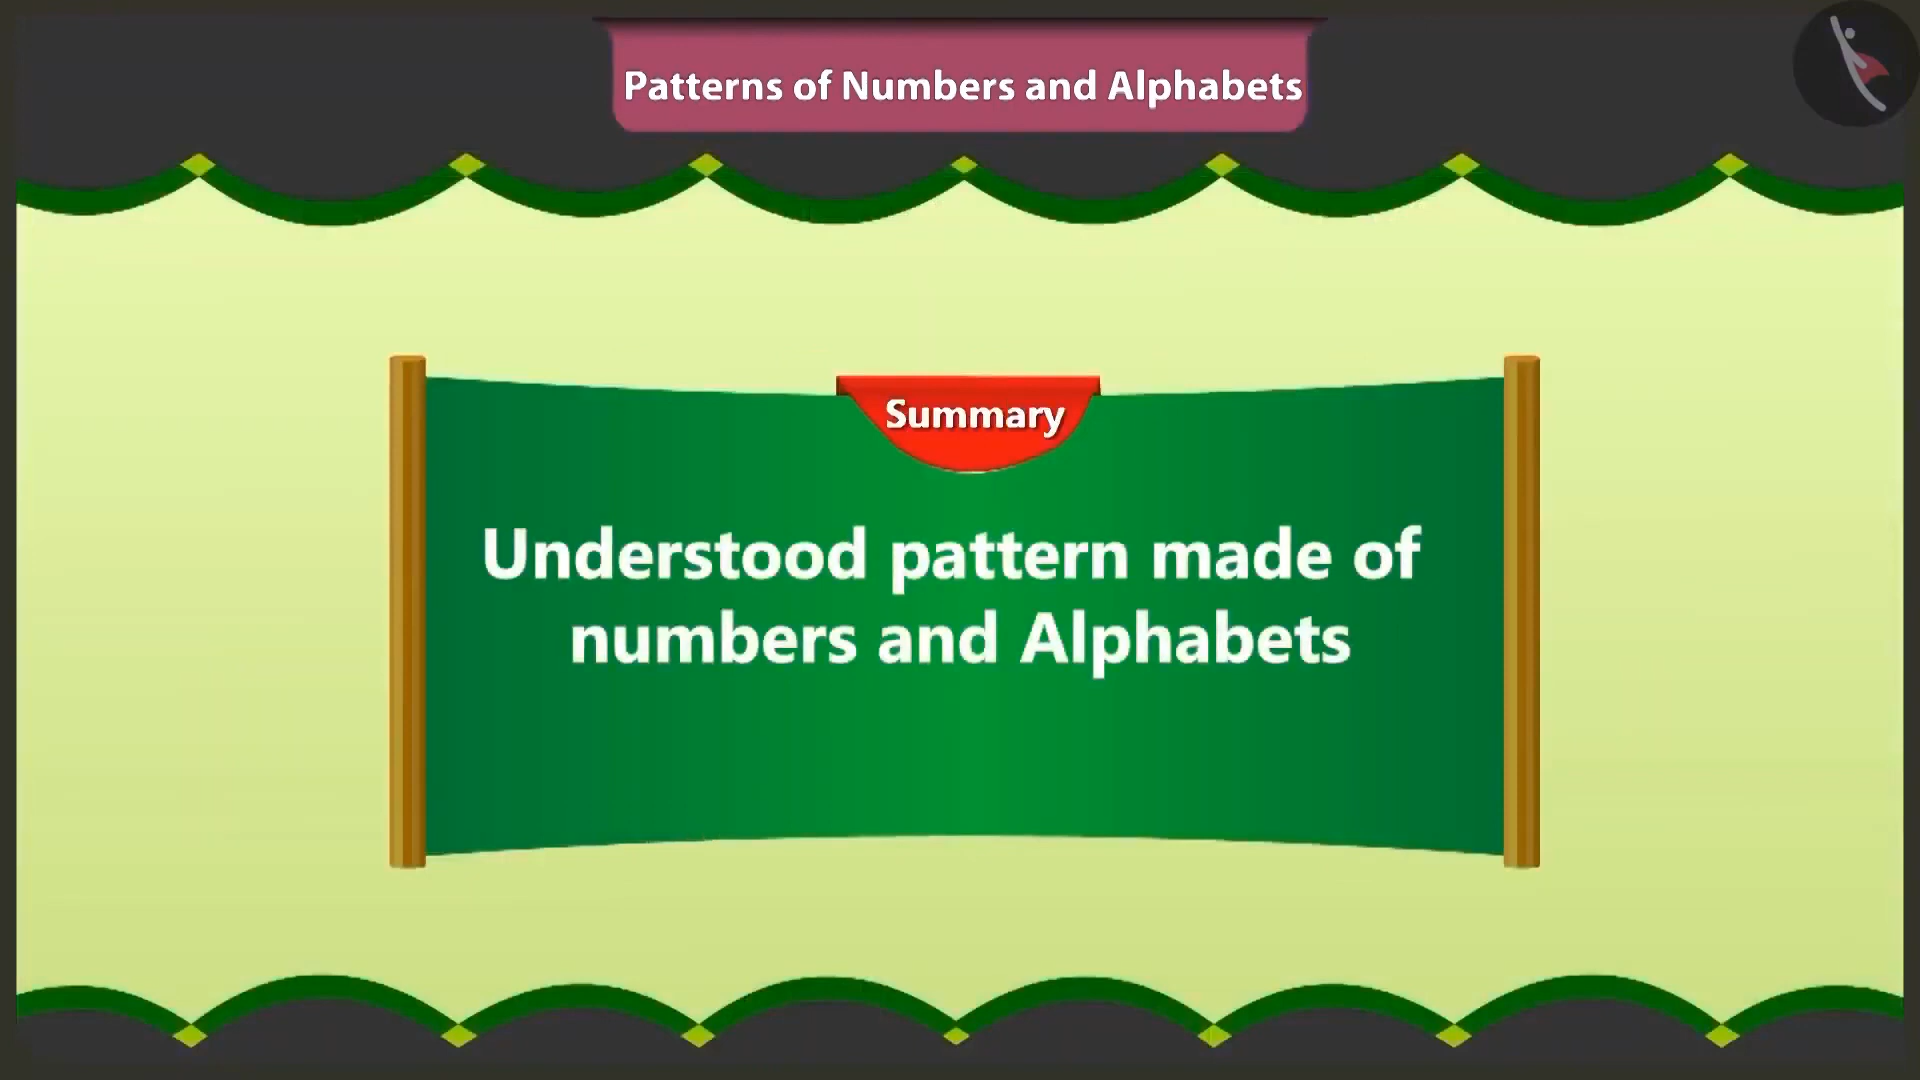 Patterns of Numbers and Alphabets
Summary
Understood pattern made of
numbers and Alphabets